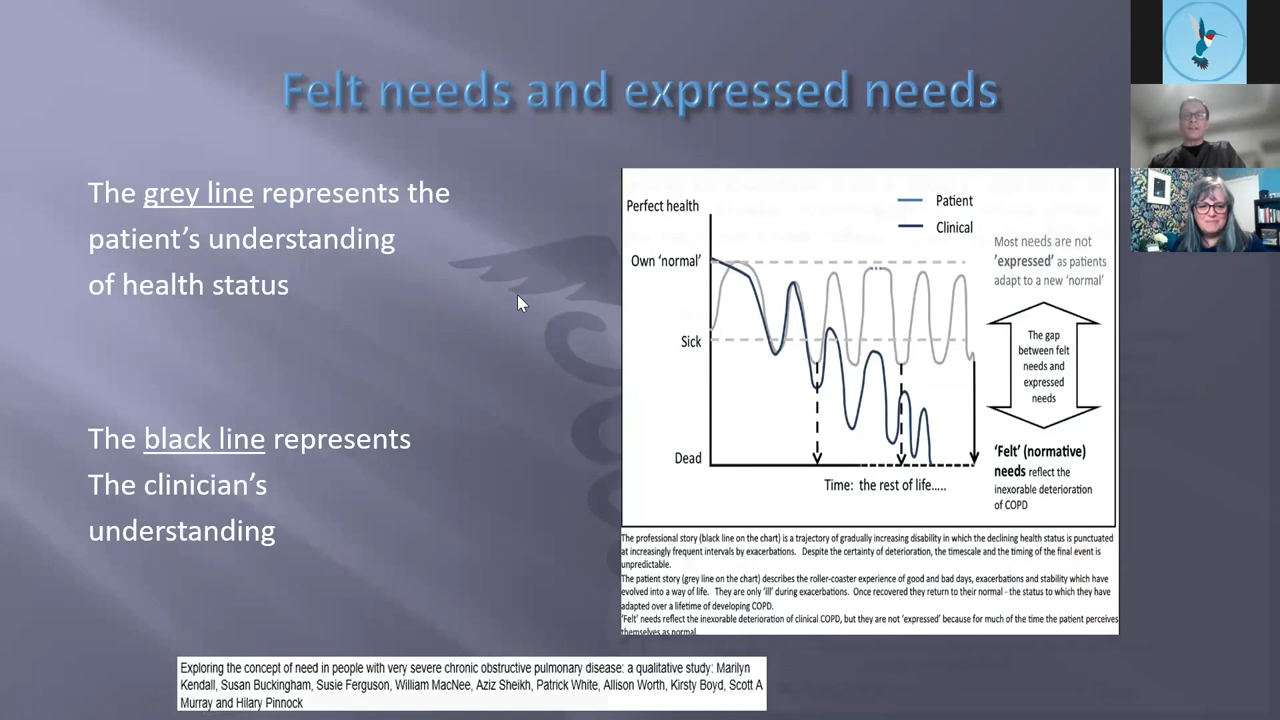 Felt needs and expressed needs
The grey line represents the
patient's understanding
of health status
The black line represents
The clinician's
understanding
Perfect health
Own 'normal'
Sick
Dead
Patient
Clinical
Time: the rest of life.....
Most needs are not
'expressed' as patients
adapt to a new 'normal'
The gap
between felt
needs and
expressed
needs
'Felt' (normative)
needs reflect the
inexorable deterioration
of COPD
The professional story (black line on the chart) is a trajectory of gradually increasing disability in which the declining health status is punctuated
at increasingly frequent intervals by exacerbations. Despite the certainty of deterioration, the timescale and the timing of the final event is
unpredictable.
The patient story (grey line on the chart) describes the roller-coaster experience of good and bad days, exacerbations and stability which have
evolved into a way of life. They are only 'ill' during exacerbations. Once recovered they return to their normal - the status to which they have
adapted over a lifetime of developing COPD.
'Felt' needs reflect the inexorable deterioration of clinical COPD, but they are not 'expressed' because for much of the time the patient perceives
themselves as normal.
Exploring the concept of need in people with very severe chronic obstructive pulmonary disease: a qualitative study: Marilyn
Kendall, Susan Buckingham, Susie Ferguson, William MacNee, Aziz Sheikh, Patrick White, Allison Worth, Kirsty Boyd, Scott A
Murray and Hilary Pinnock